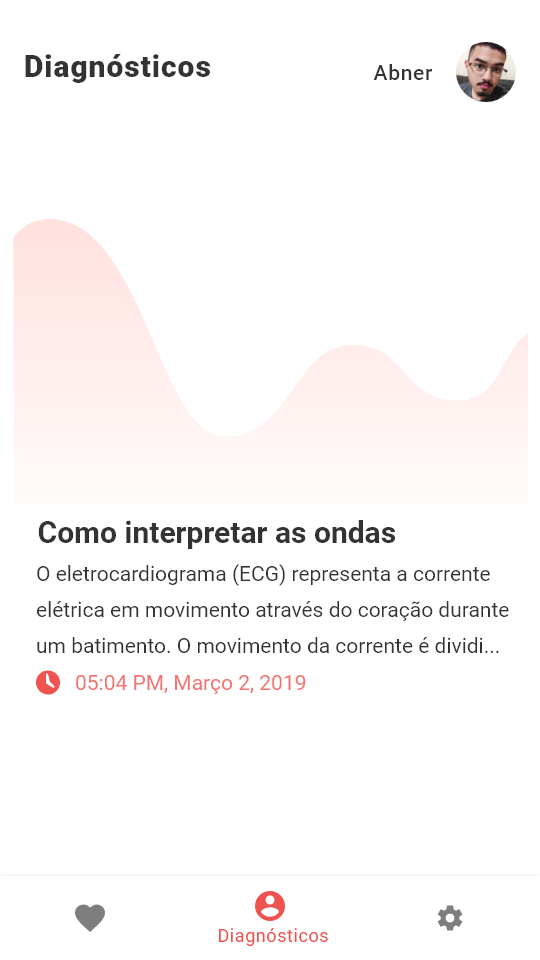 Diagnósticos
Abner
Como interpretar as ondas
O eletrocardiograma (ECG) representa a corrente
elétrica em movimento através do coração durante
um batimento. O movimento da corrente é dividi...
05:04 PM, Março 2, 2019
Diagnósticos